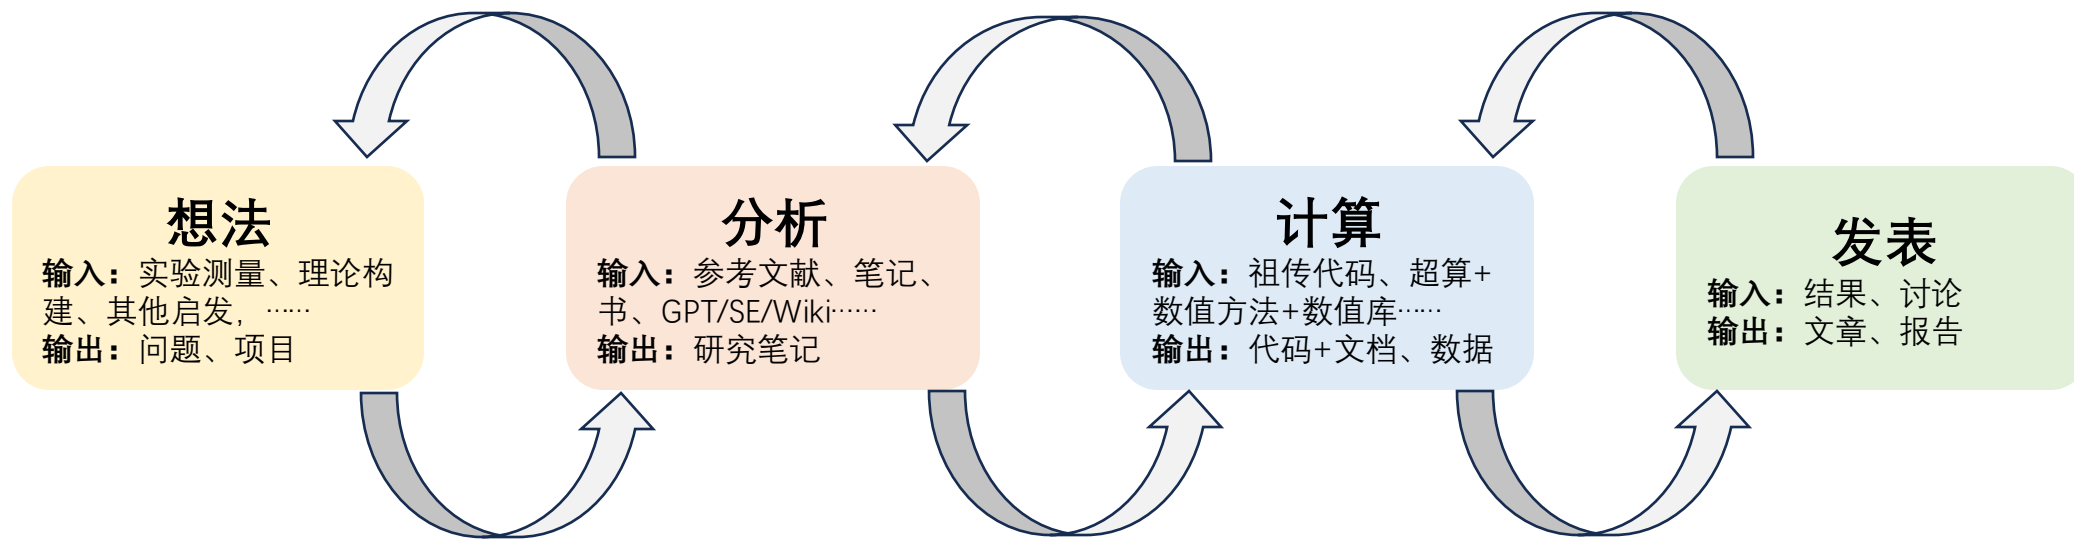 想法
输入：实验测量、理论构
建、其他启发，……
输出：问题、项目
分析
输入：参考文献、笔记、
书、GPT/SE/Wiki……
输出：研究笔记
计算
输入：祖传代码、超算+
数值方法+数值库……
输出：代码+文档、数据
发表
输入：结果、讨论
输出：文章、报告